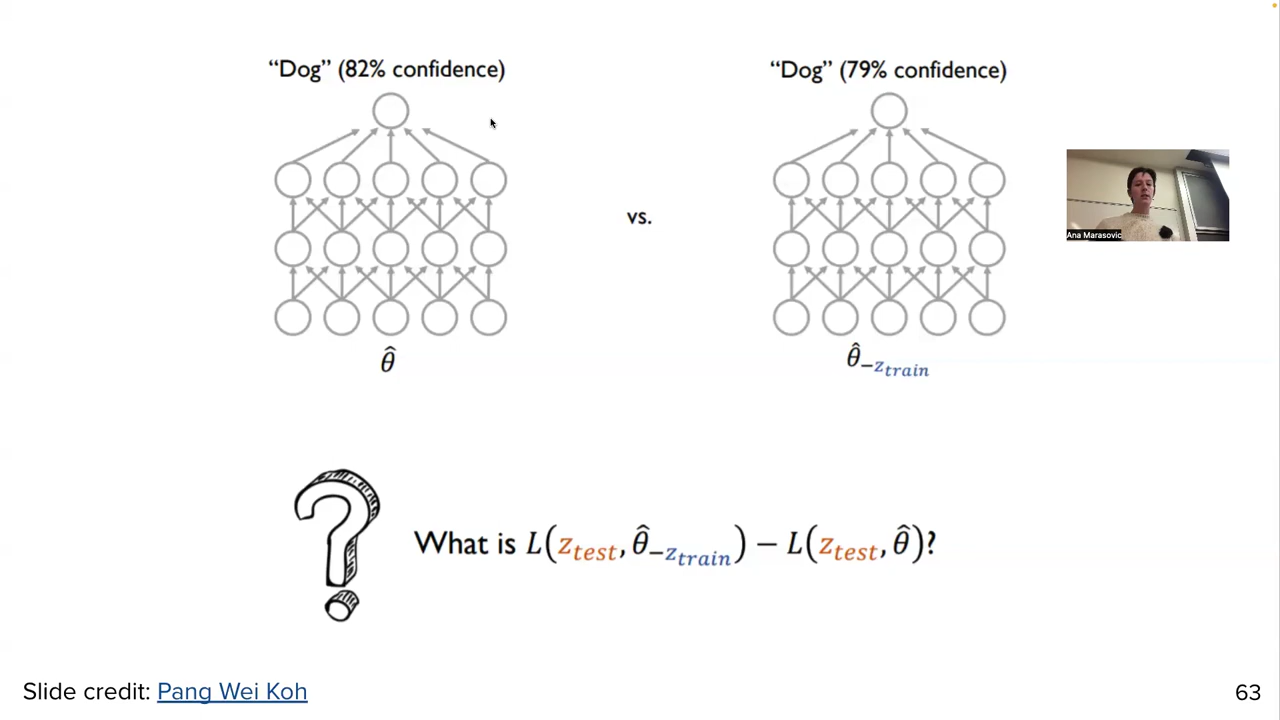 “Dog” (82% confidence)
“Dog” (79% confidence)
vs.
Ana Marasovic
θ̂
θ̂₋z_train
What is L(z_test, θ̂₋z_train) − L(z_test, θ̂)?
Slide credit: Pang Wei Koh
63